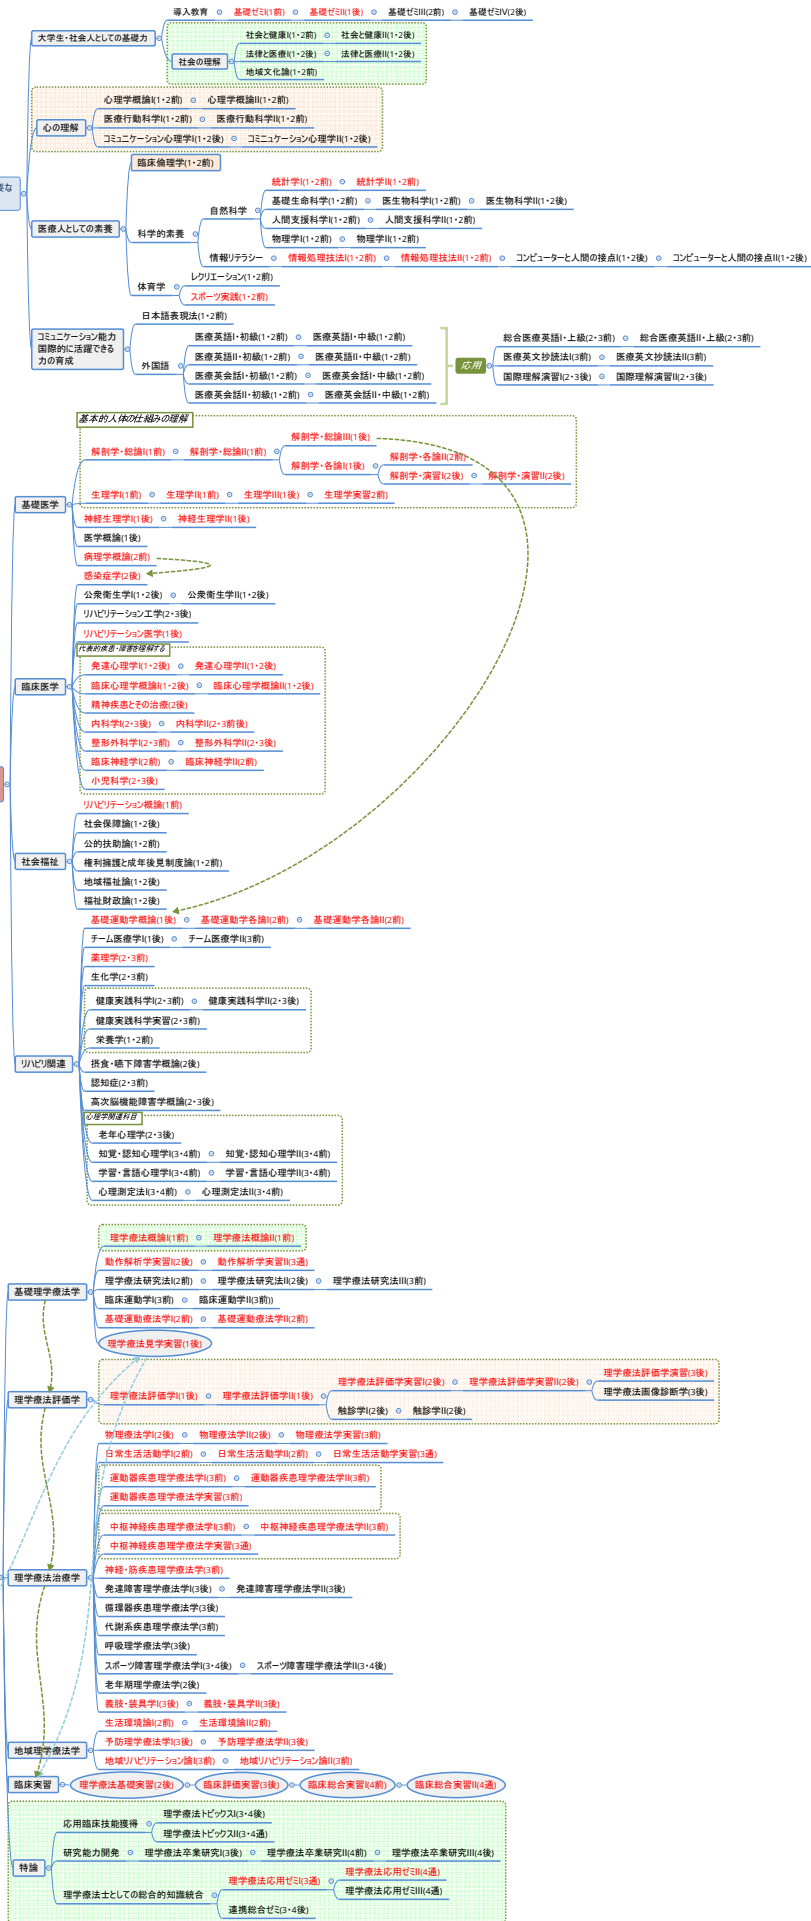 導入教育 基礎ゼミI(1前) 基礎ゼミII(1後) 基礎ゼミIII(2前) 基礎ゼミIV(2後)
大学生・社会人としての基礎力
社会と健康I(1・2前) 社会と健康II(1・2後)
社会の理解 法律と医療I(1・2後) 法律と医療II(1・2後)
地域文化論(1・2前)
心理学概論I(1・2前) 心理学概論II(1・2前)
心の理解 医療行動科学I(1・2前) 医療行動科学II(1・2前)
コミュニケーション心理学I(1・2後) コミニュケーション心理学II(1・2後)
臨床倫理学(1・2前)
要な
統計学I(1・2前) 統計学II(1・2前)
基礎生命科学(1・2前) 医生物科学I(1・2前) 医生物科学II(1・2後)
自然科学
人間支援科学I(1・2前) 人間支援科学II(1・2前)
医療人としての素養 科学的素養
物理学I(1・2前) 物理学II(1・2前)
情報リテラシー 情報処理技法I(1・2前) 情報処理技法II(1・2前) コンピューターと人間の接点I(1・2後) コンピューターと人間の接点II(1・2後)
レクリエーション(1・2前)
体育学
スポーツ実践(1・2前)
日本語表現法(1・2前)
コミュニケーション能力
国際的に活躍できる
力の育成
医療英語I・初級(1・2前) 医療英語I・中級(1・2前)
外国語 医療英語II・初級(1・2前) 医療英語II・中級(1・2前)
医療英会話I・初級(1・2前) 医療英会話I・中級(1・2前)
医療英会話II・初級(1・2前) 医療英会話II・中級(1・2前)
総合医療英語I・上級(2・3前) 総合医療英語II・上級(2・3前)
応用 医療英文抄読法I(3前) 医療英文抄読法II(3前)
国際理解演習I(2・3後) 国際理解演習II(2・3後)
基本的人体の仕組みの理解
解剖学・総論III(1後)
解剖学・総論I(1前) 解剖学・総論II(1前)
解剖学・各論II(2前)
解剖学・各論I(1後)
解剖学・演習I(2後) 解剖学・演習II(2後)
生理学I(1前) 生理学II(1前) 生理学III(1後) 生理学実習2前)
基礎医学
神経生理学I(1後) 神経生理学II(1後)
医学概論(1後)
病理学概論(2前)
感染症学(2後)
公衆衛生学I(1・2後) 公衆衛生学II(1・2後)
リハビリテーション工学(2・3後)
リハビリテーション医学(1後)
代表的疾患・障害を理解する
発達心理学I(1・2後) 発達心理学II(1・2後)
臨床医学 臨床心理学概論I(1・2後) 臨床心理学概論II(1・2後)
精神疾患とその治療(2後)
内科学I(2・3後) 内科学II(2・3前後)
整形外科学I(2・3前) 整形外科学II(2・3後)
臨床神経学I(2前) 臨床神経学II(2前)
小児科学(2・3後)
リハビリテーション概論(1前)
社会保障論(1・2後)
公的扶助論(1・2前)
社会福祉 権利擁護と成年後見制度論(1・2前)
地域福祉論(1・2後)
福祉財政論(1・2後)
基礎運動学概論(1後) 基礎運動学各論I(2前) 基礎運動学各論II(2前)
チーム医療学I(1後) チーム医療学II(3前)
薬理学(2・3前)
生化学(2・3前)
健康実践科学I(2・3前) 健康実践科学II(2・3後)
健康実践科学実習(2・3前)
栄養学(1・2前)
リハビリ関連 摂食・嚥下障害学概論(2後)
認知症(2・3前)
高次脳機能障害学概論(2・3後)
心理学関連科目
老年心理学(2・3後)
知覚・認知心理学I(3・4前) 知覚・認知心理学II(3・4前)
学習・言語心理学I(3・4前) 学習・言語心理学II(3・4前)
心理測定法I(3・4前) 心理測定法II(3・4前)
理学療法概論I(1前) 理学療法概論II(1前)
動作解析学実習I(2後) 動作解析学実習II(3通)
基礎理学療法学 理学療法研究法I(2前) 理学療法研究法II(2後) 理学療法研究法III(3前)
臨床運動学I(3前) 臨床運動学II(3前))
基礎運動療法学I(2前) 基礎運動療法学II(2前)
理学療法見学実習(1後)
理学療法評価学演習(3後)
理学療法評価学実習I(2後) 理学療法評価学実習II(2後)
理学療法画像診断学(3後)
理学療法評価学 理学療法評価学I(1後) 理学療法評価学II(1後)
触診学I(2後) 触診学II(2後)
物理療法学I(2後) 物理療法学II(2後) 物理療法学実習(3前)
日常生活活動学I(2前) 日常生活活動学II(2前) 日常生活活動学実習(3通)
運動器疾患理学療法学I(3前) 運動器疾患理学療法学II(3前)
運動器疾患理学療法学実習(3前)
中枢神経疾患理学療法学I(3前) 中枢神経疾患理学療法学II(3前)
中枢神経疾患理学療法学実習(3通)
理学療法治療学 神経・筋疾患理学療法学(3前)
発達障害理学療法学I(3後) 発達障害理学療法学II(3後)
循環器疾患理学療法学(3後)
代謝系疾患理学療法学(3前)
呼吸理学療法学(3後)
スポーツ障害理学療法学I(3・4後) スポーツ障害理学療法学II(3・4後)
老年期理学療法学(2後)
義肢・装具学I(3後) 義肢・装具学II(3後)
生活環境論I(2前) 生活環境論II(2前)
地域理学療法学 予防理学療法学I(3後) 予防理学療法学II(3後)
地域リハビリテーション論I(3前) 地域リハビリテーション論II(3前)
臨床実習 理学療法基礎実習(2後) 臨床評価実習(3後) 臨床総合実習I(4前) 臨床総合実習II(4通)
理学療法トピックスI(3・4後)
応用臨床技能獲得
理学療法トピックスII(3・4通)
研究能力開発 理学療法卒業研究I(3後) 理学療法卒業研究II(4前) 理学療法卒業研究III(4後)
特論
理学療法応用ゼミII(4通)
理学療法応用ゼミI(3通)
理学療法応用ゼミIII(4通)
理学療法士としての総合的知識統合
連携総合ゼミ(3・4後)